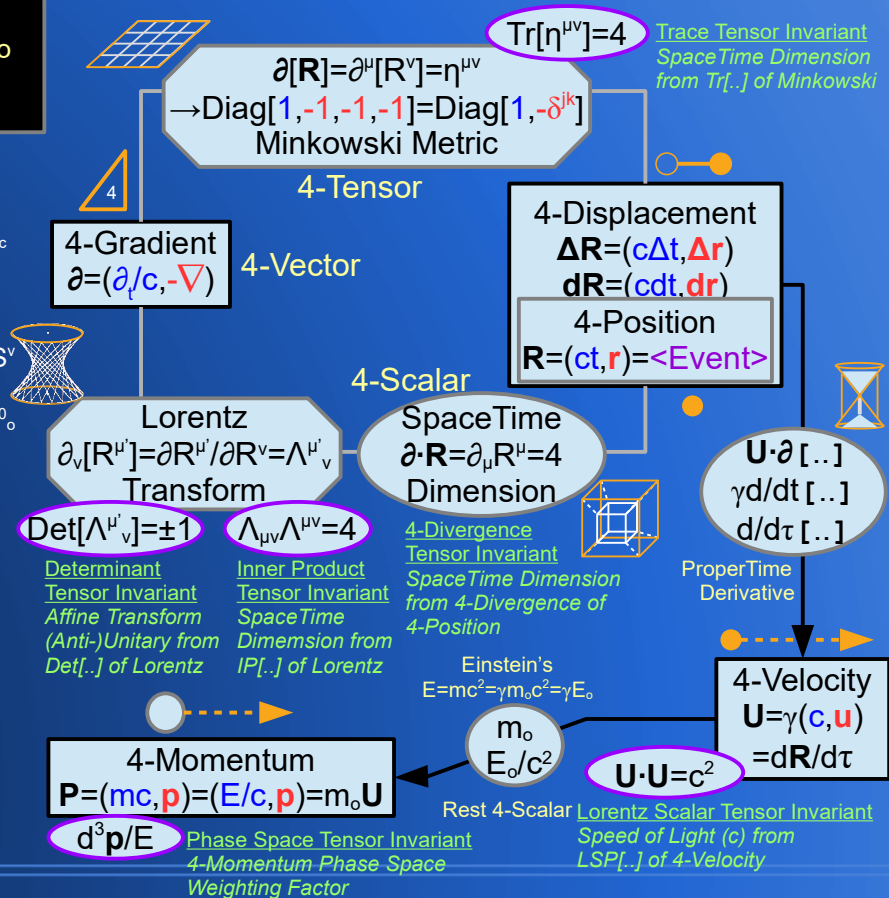 o
Tr[η^μν]=4
Trace Tensor Invariant
SpaceTime Dimension
from Tr[..] of Minkowski
∂[R]=∂^μ[R^ν]=η^μν
→Diag[1,-1,-1,-1]=Diag[1,-δ^jk]
Minkowski Metric
4-Tensor
4
4-Gradient
∂=(∂_t/c,-∇)
4-Vector
4-Displacement
ΔR=(cΔt,Δr)
dR=(cdt,dr)
4-Position
R=(ct,r)=<Event>
c
S^ν
0
o
4-Scalar
Lorentz
∂_ν[R^μ']=∂R^μ'/∂R^ν=Λ^μ'_ν
Transform
SpaceTime
∂·R=∂_μR^μ=4
Dimension
Det[Λ^μ'_ν]=±1
Λ_μνΛ^μν=4
Determinant
Tensor Invariant
Affine Transform
(Anti-)Unitary from
Det[..] of Lorentz
Inner Product
Tensor Invariant
SpaceTime
Dimemsion from
IP[..] of Lorentz
4-Divergence
Tensor Invariant
SpaceTime Dimension
from 4-Divergence of
4-Position
U·∂[..]
γd/dt[..]
d/dτ[..]
ProperTime
Derivative
Einstein's
E=mc²=γm_oc²=γE_o
m_o
E_o/c²
Rest 4-Scalar
4-Velocity
U=γ(c,u)
=dR/dτ
U·U=c²
Lorentz Scalar Tensor Invariant
Speed of Light (c) from
LSP[..] of 4-Velocity
4-Momentum
P=(mc,p)=(E/c,p)=m_oU
d³p/E
Phase Space Tensor Invariant
4-Momentum Phase Space
Weighting Factor